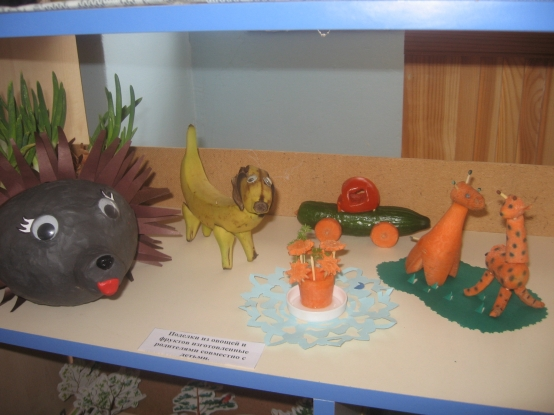 Поделки из овощей и
фруктов изготовленные
родителями совместно с
детьми.